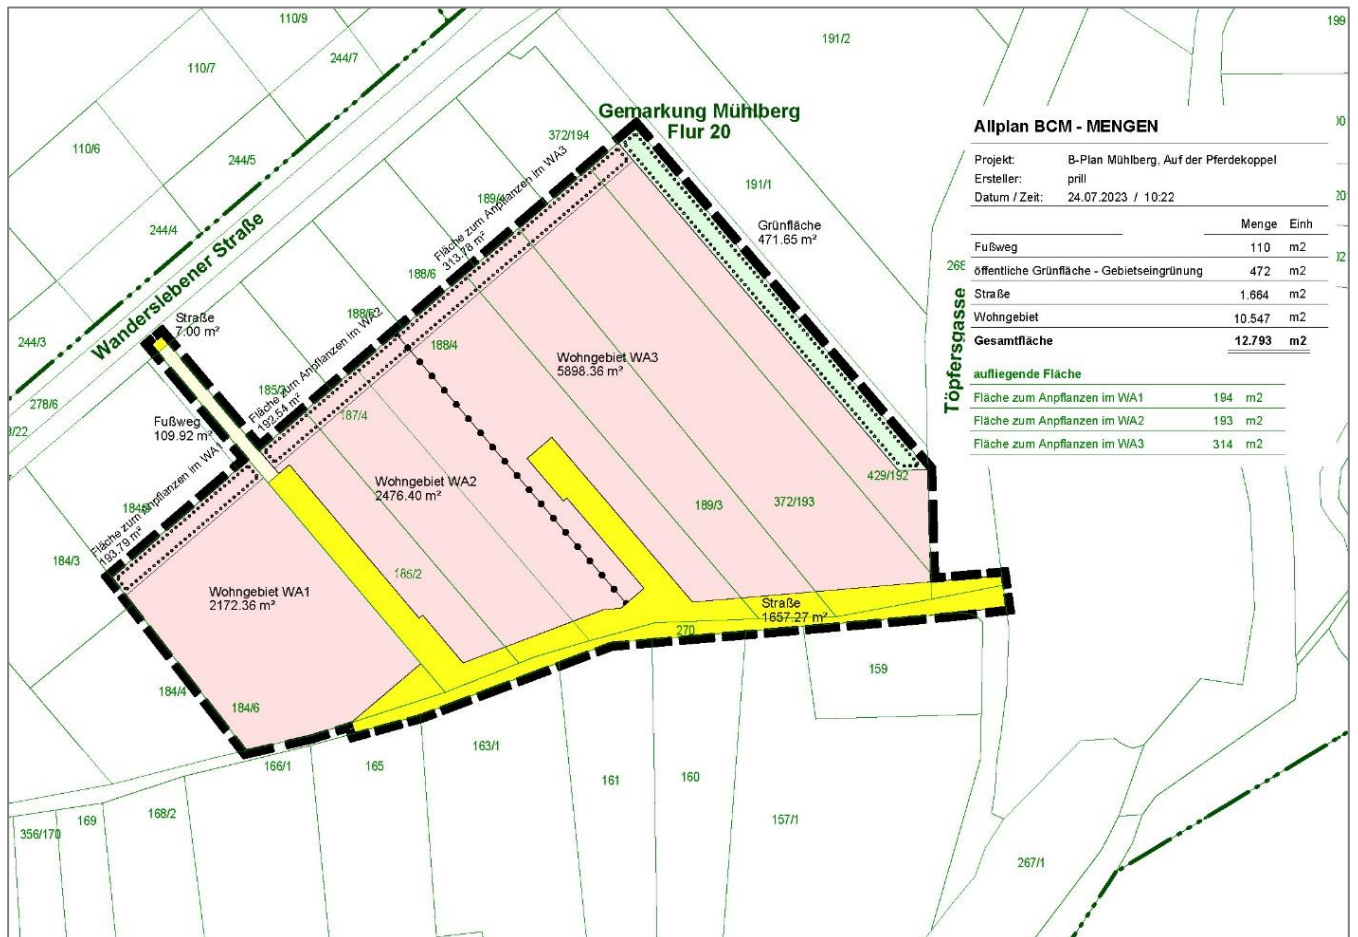 110/9
191/2
199
244/7
110/7
Gemarkung Mühlberg
Flur 20
372/194
110/6
244/5
191/1
Allplan BCM - MENGEN
Projekt: B-Plan Mühlberg, Auf der Pferdekoppel
Ersteller: prill
Datum / Zeit: 24.07.2023 / 10:22
Menge Einh
Fußweg 110 m2
öffentliche Grünfläche - Gebietseingrünung 472 m2
Straße 1.664 m2
Wohngebiet 10.547 m2
Gesamtfläche 12.793 m2
aufliegende Fläche
Fläche zum Anpflanzen im WA1 194 m2
Fläche zum Anpflanzen im WA2 193 m2
Fläche zum Anpflanzen im WA3 314 m2
Fläche zum Anpflanzen im WA3
313.78 m²
Grünfläche
471.65 m²
244/4
Wanderslebener Straße
188/6
Töpfersgasse
Straße
7.00 m²
244/3
188/4
Wohngebiet WA3
5898.36 m²
Fläche zum Anpflanzen im WA2
192.54 m²
278/6
187/4
Fußweg
109.92 m²
Wohngebiet WA2
2476.40 m²
429/192
372/193
189/3
Fläche zum Anpflanzen im WA1
193.79 m²
184/3
185/2
Wohngebiet WA1
2172.36 m²
Straße
1657.27 m²
270
159
184/4
184/6
163/1
166/1
165
161
160
157/1
168/2
169
356/170
267/1